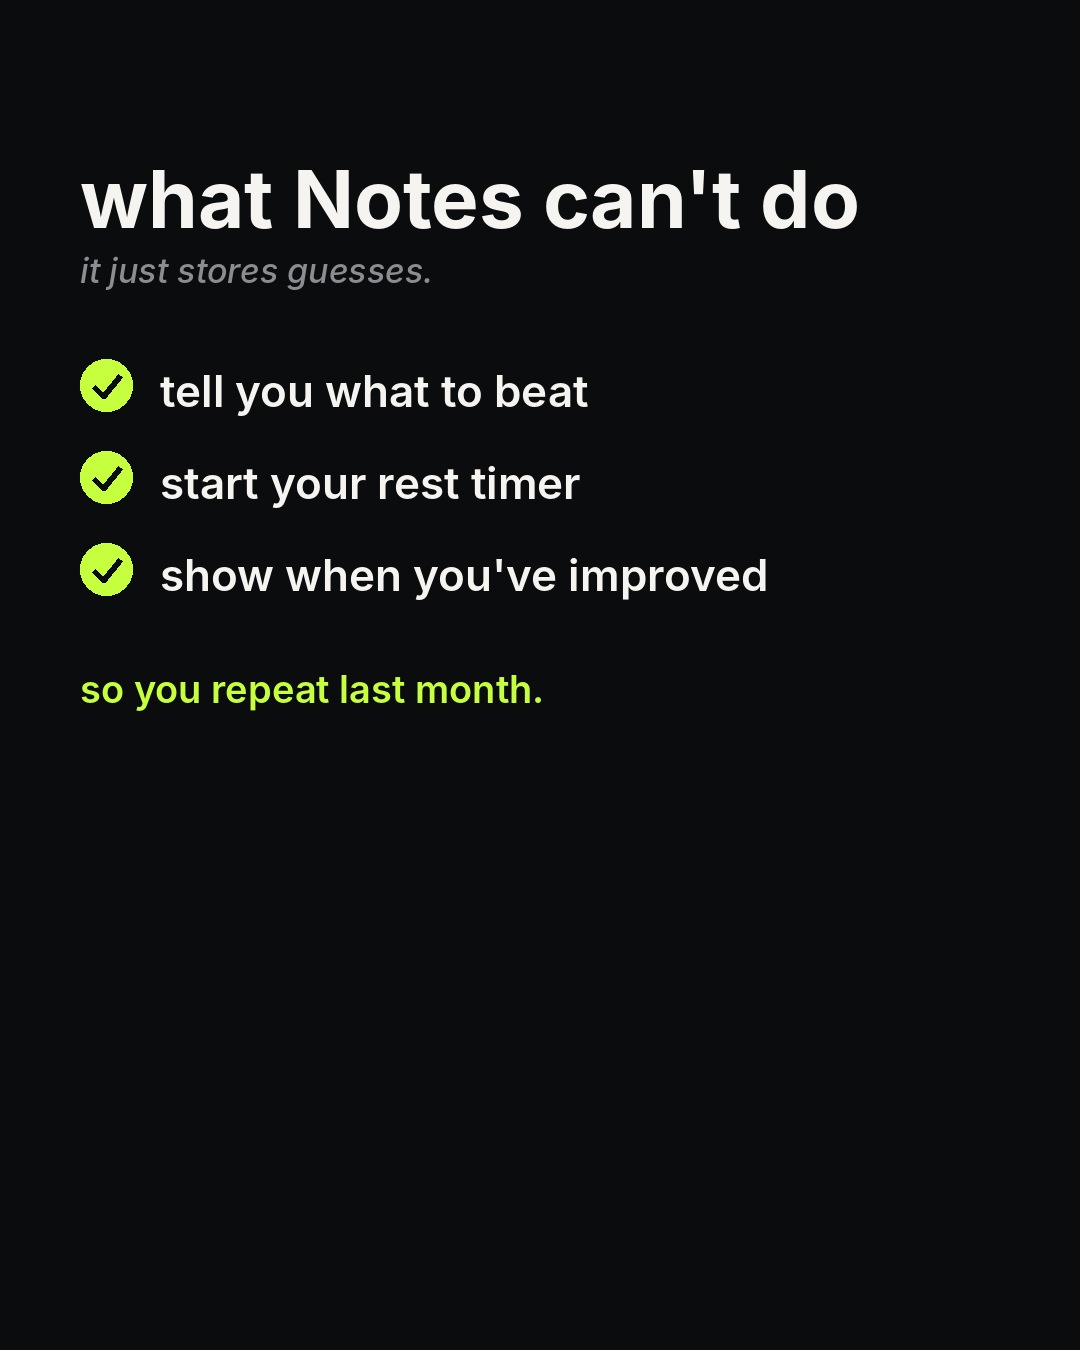 what Notes can't do
it just stores guesses.
tell you what to beat
start your rest timer
show when you've improved
so you repeat last month.